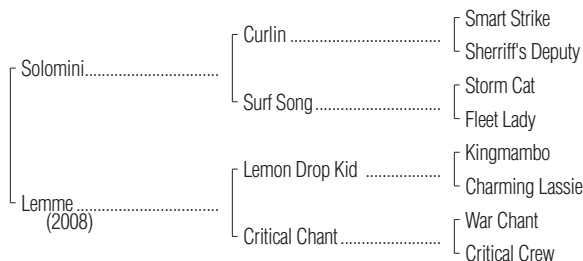 Smart Strike
Curlin
Sherriff's Deputy
Solomini
Storm Cat
Surf Song
Fleet Lady
Kingmambo
Lemon Drop Kid
Charming Lassie
Lemme
(2008)
War Chant
Critical Chant
Critical Crew